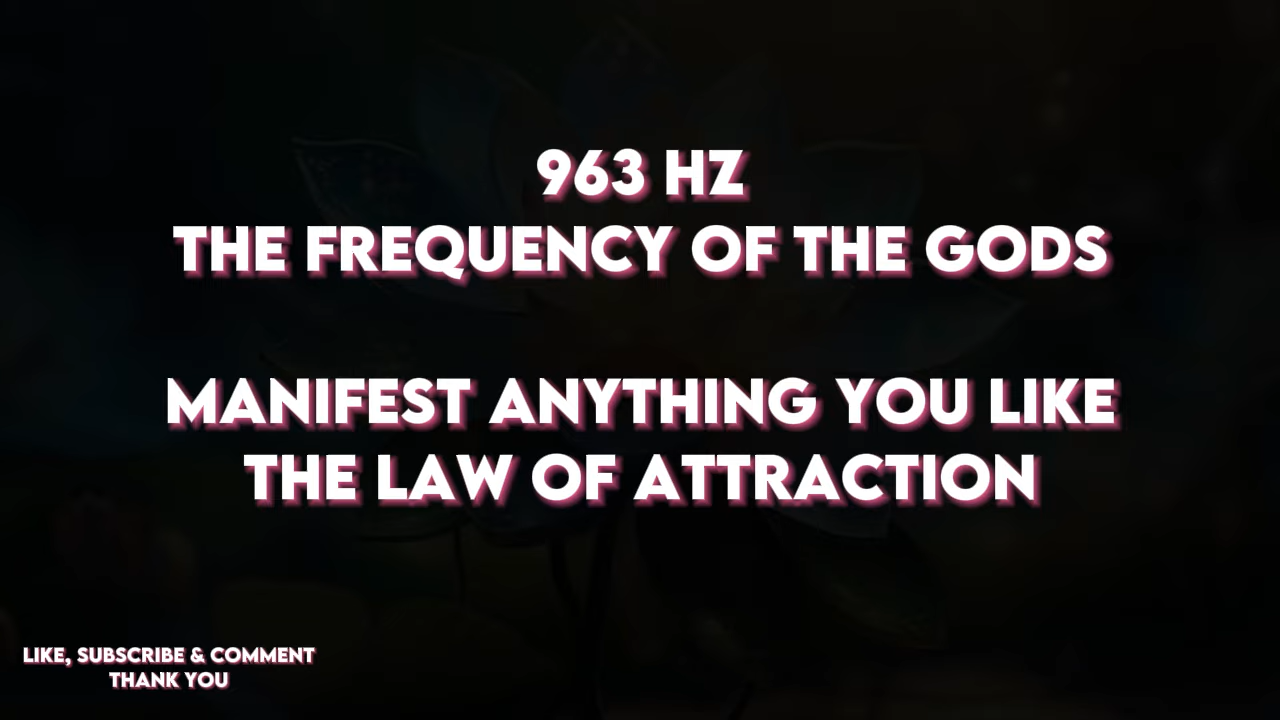 963 HZ
THE FREQUENCY OF THE GODS
MANIFEST ANYTHING YOU LIKE
THE LAW OF ATTRACTION
LIKE, SUBSCRIBE & COMMENT
THANK YOU